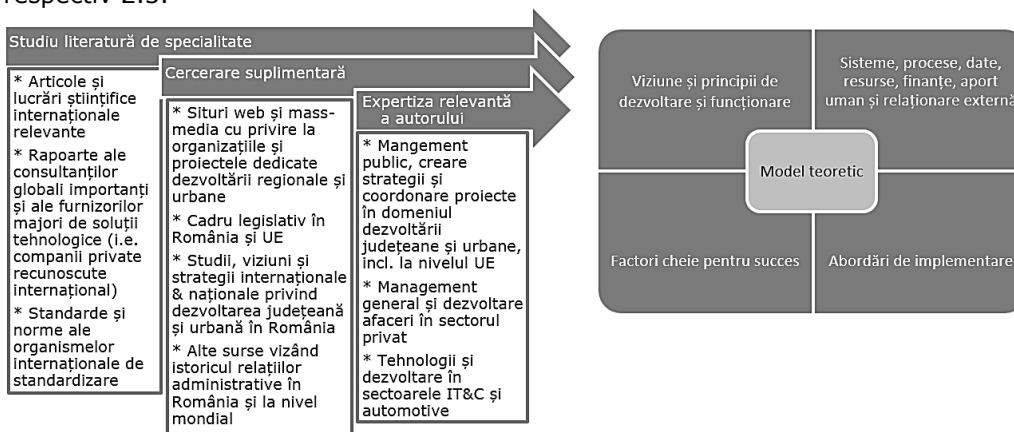 respectiv 2.3.
Studiu literatură de specialitate
* Articole și
lucrări științifice
internaționale
relevante
* Rapoarte ale
consultanților
globali importanți
și ale furnizorilor
majori de soluții
tehnologice (i.e.
companii private
recunoscute
internațional)
* Standarde și
norme ale
organismelor
internaționale de
standardizare
Cercerare suplimentară
* Situri web și mass-
media cu privire la
organizațiile și
proiectele dedicate
dezvoltării regionale și
urbane
* Cadru legislativ în
România și UE
* Studii, viziuni și
strategii internaționale
& naționale privind
dezvoltarea județeană
și urbană în România
* Alte surse vizând
istoricul relațiilor
administrative în
România și la nivel
mondial
Expertiza relevantă
a autorului
* Mangement
public, creare
strategii și
coordonare proiecte
în domeniul
dezvoltării
județeane și urbane,
incl. la nivelul UE
* Management
general și dezvoltare
afaceri în sectorul
privat
* Tehnologii și
dezvoltare în
sectoarele IT&C și
automotive
Viziune și principii de
dezvoltare și funcționare
Sisteme, procese, date,
resurse, finanțe, aport
uman și relaționare externă
Model teoretic
Factori cheie pentru succes
Abordări de implementare